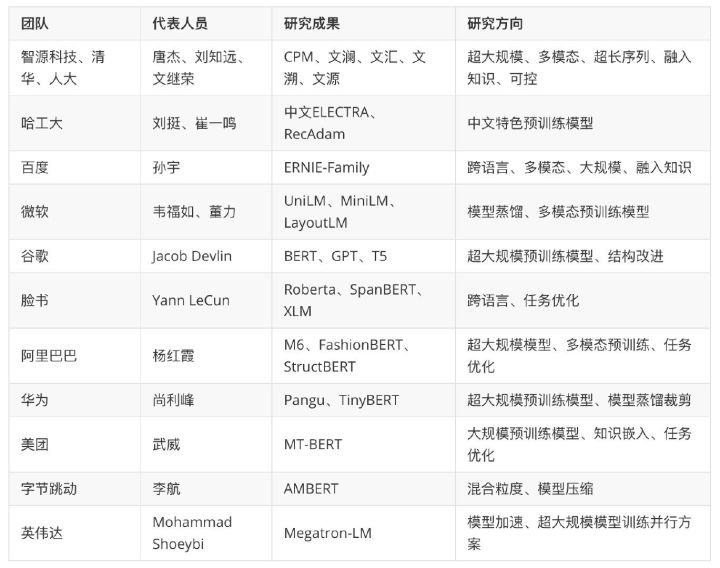 团队 代表人员 研究成果 研究方向
智源科技、清 唐杰、刘知远、 CPM、文澜、文汇、文 超大规模、多模态、超长序列、融入
华、人大 文继荣 溯、文源 知识、可控
哈工大 刘挺、崔一鸣 中文ELECTRA、 中文特色预训练模型
RecAdam
百度 孙宇 ERNIE-Family 跨语言、多模态、大规模、融入知识
微软 韦福如、董力 UniLM、MiniLM、 模型蒸馏、多模态预训练模型
LayoutLM
谷歌 Jacob Devlin BERT、GPT、T5 超大规模预训练模型、结构改进
脸书 Yann LeCun Roberta、SpanBERT、 跨语言、任务优化
XLM
阿里巴巴 杨红霞 M6、FashionBERT、 超大规模模型、多模态预训练、任务
StructBERT 优化
华为 尚利峰 Pangu、TinyBERT 超大规模预训练模型、模型蒸馏裁剪
美团 武威 MT-BERT 大规模预训练模型、知识嵌入、任务
优化
字节跳动 李航 AMBERT 混合粒度、模型压缩
英伟达 Mohammad Megatron-LM 模型加速、超大规模模型训练并行方
Shoeybi 案